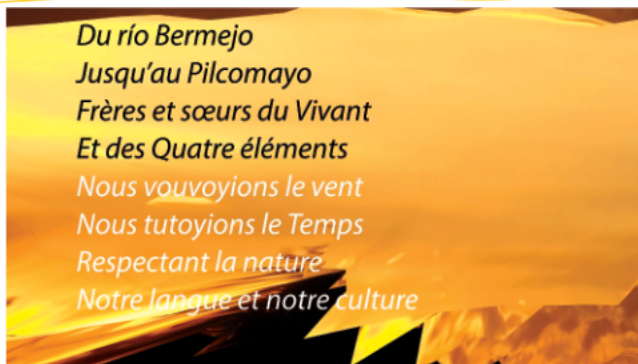 Du río Bermejo
Jusqu’au Pilcomayo
Frères et sœurs du Vivant
Et des Quatre éléments
Nous vouvoyions le vent
Nous tutoyions le Temps
Respectant la nature
Notre langue et notre culture